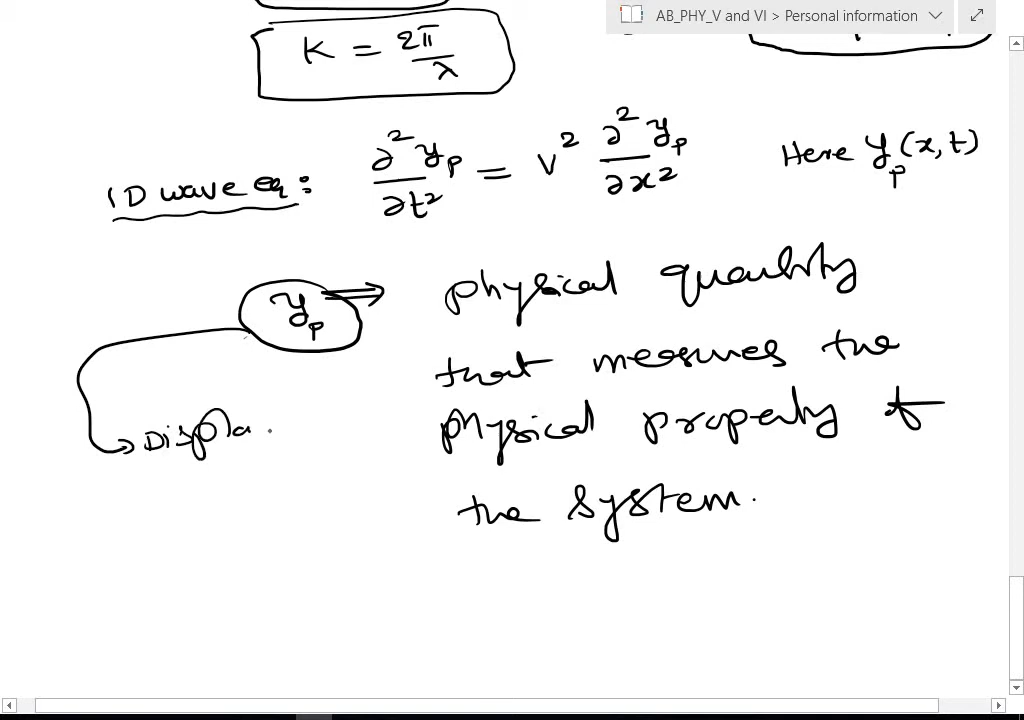 AB_PHY_V and VI > Personal information
K = 2π/λ
1D wave eq: ∂²y_p/∂t² = v² ∂²y_p/∂x² Here y_p(x,t)
y_p ⇒ physical quantity
that measures the
physical property of
the system.
→ Displa.